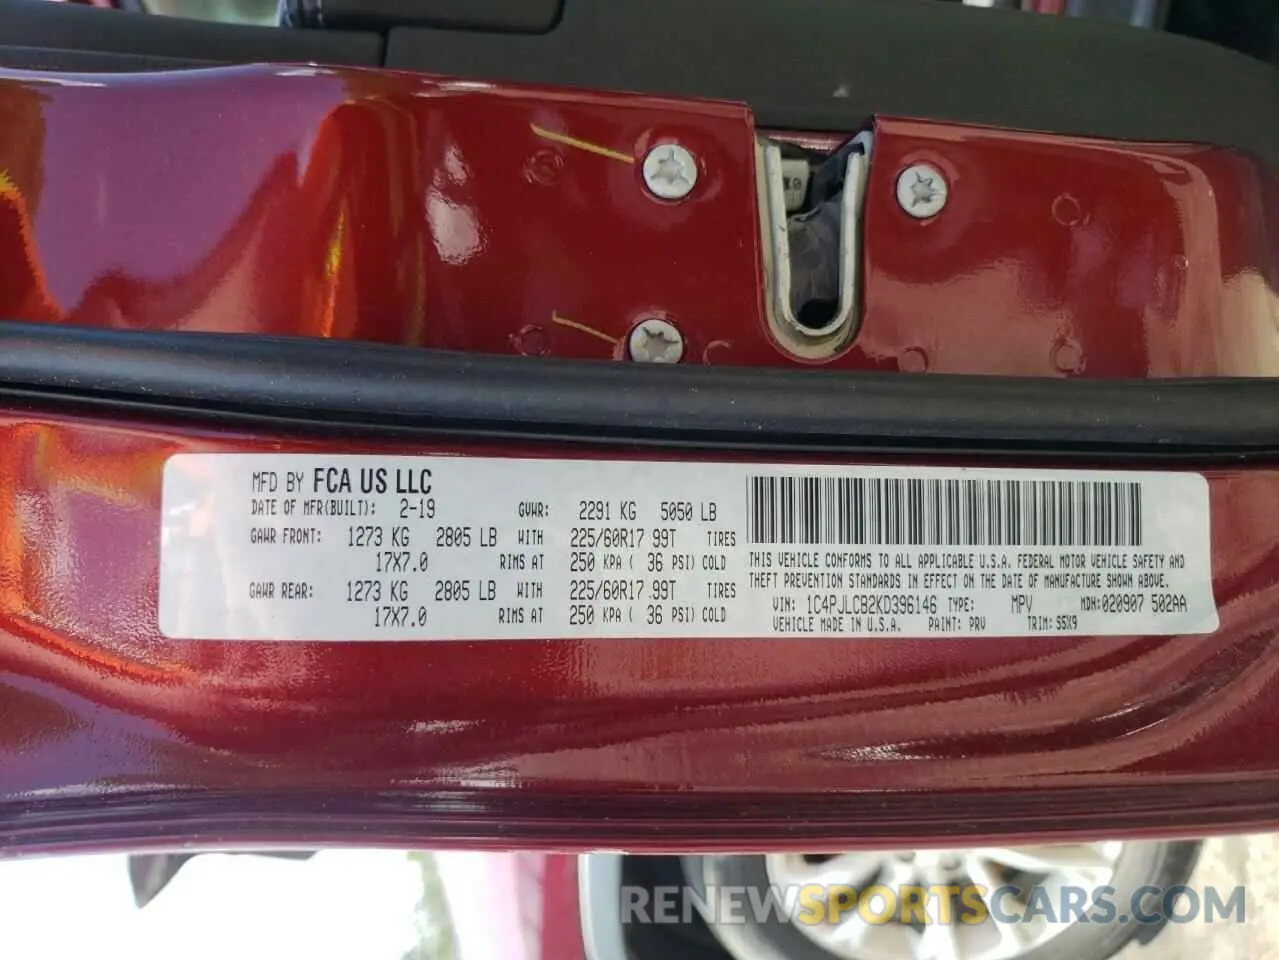 MFD BY FCA US LLC
DATE OF MFR(BUILT): 2-19 GVWR: 2291 KG 5050 LB
GAWR FRONT: 1273 KG 2805 LB WITH 225/60R17 99T TIRES
17X7.0 RIMS AT 250 KPA ( 36 PSI) COLD
GAWR REAR: 1273 KG 2805 LB WITH 225/60R17 99T TIRES
17X7.0 RIMS AT 250 KPA ( 36 PSI) COLD
THIS VEHICLE CONFORMS TO ALL APPLICABLE U.S.A. FEDERAL MOTOR VEHICLE SAFETY AND
THEFT PREVENTION STANDARDS IN EFFECT ON THE DATE OF MANUFACTURE SHOWN ABOVE.
VIN: 1C4PJLCB2KD396146 TYPE: MPV MDH:020907 502AA
VEHICLE MADE IN U.S.A. PAINT: PRV TRIM: S5X9
RENEWSPORTSCARS.COM